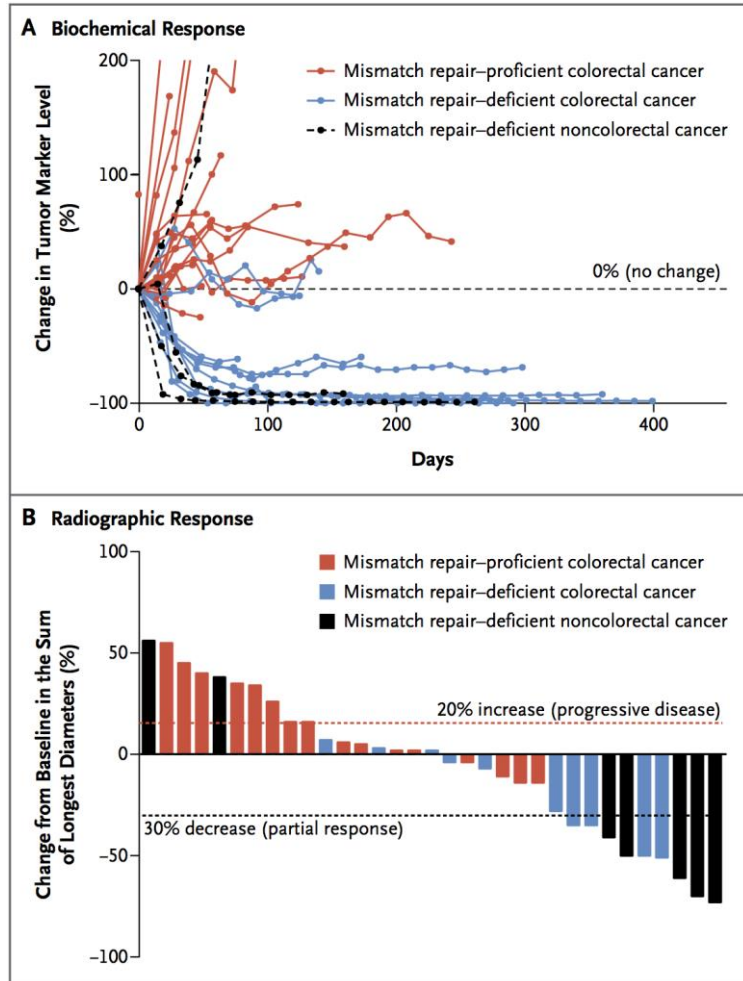 A Biochemical Response
200
100
0
−100
Change in Tumor Marker Level
(%)
Mismatch repair–proficient colorectal cancer
Mismatch repair–deficient colorectal cancer
Mismatch repair–deficient noncolorectal cancer
0% (no change)
0
100
200
300
400
Days
B Radiographic Response
100
50
0
−50
−100
Change from Baseline in the Sum
of Longest Diameters (%)
Mismatch repair–proficient colorectal cancer
Mismatch repair–deficient colorectal cancer
Mismatch repair–deficient noncolorectal cancer
20% increase (progressive disease)
30% decrease (partial response)